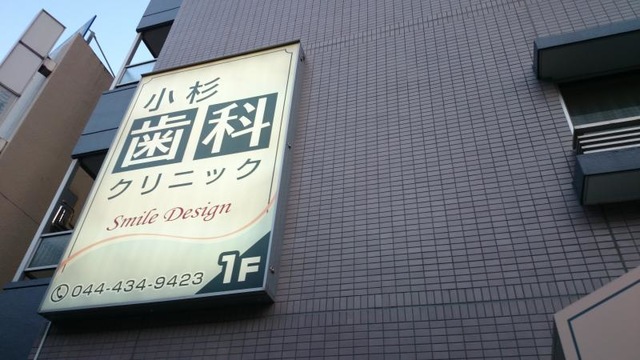 小杉
歯科
クリニック
Smile Design
044-434-9423
1F